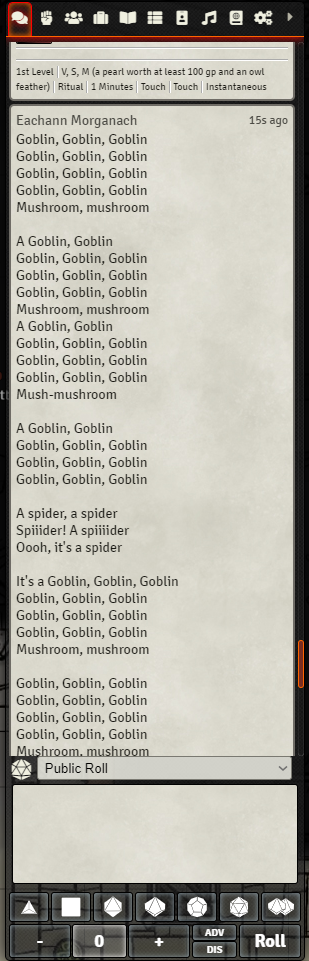 1st Level | V, S, M (a pearl worth at least 100 gp and an owl
feather) | Ritual | 1 Minutes | Touch | Touch | Instantaneous
Eachann Morganach 15s ago
Goblin, Goblin, Goblin
Goblin, Goblin, Goblin
Goblin, Goblin, Goblin
Goblin, Goblin, Goblin
Mushroom, mushroom
A Goblin, Goblin
Goblin, Goblin, Goblin
Goblin, Goblin, Goblin
Goblin, Goblin, Goblin
Mushroom, mushroom
A Goblin, Goblin
Goblin, Goblin, Goblin
Goblin, Goblin, Goblin
Goblin, Goblin, Goblin
Mush-mushroom
A Goblin, Goblin
Goblin, Goblin, Goblin
Goblin, Goblin, Goblin
Goblin, Goblin, Goblin
A spider, a spider
Spiiider! A spiiiider
Oooh, it's a spider
It's a Goblin, Goblin, Goblin
Goblin, Goblin, Goblin
Goblin, Goblin, Goblin
Goblin, Goblin, Goblin
Mushroom, mushroom
Goblin, Goblin, Goblin
Goblin, Goblin, Goblin
Goblin, Goblin, Goblin
Goblin, Goblin, Goblin
Mushroom, mushroom
Public Roll
- 0 + ADV Roll
DIS